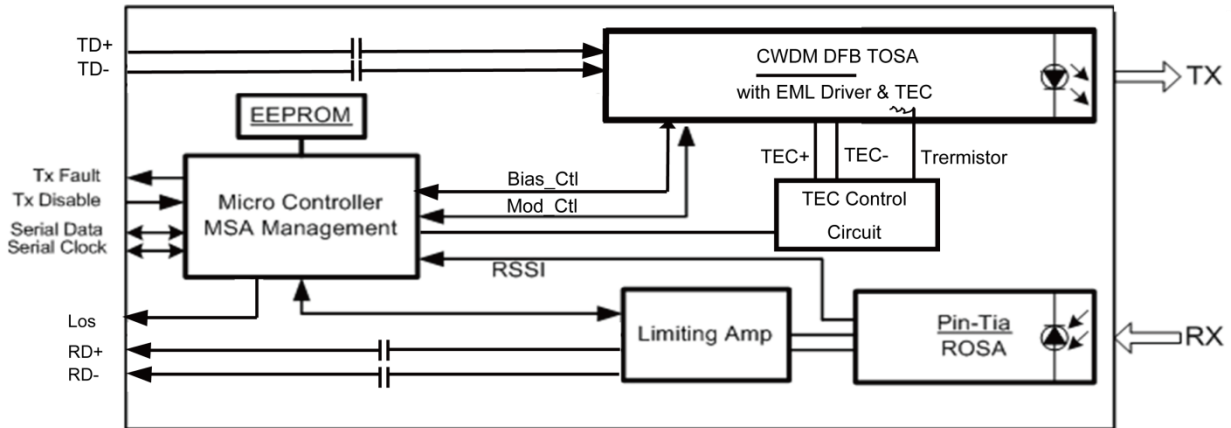 TD+
TD-
CWDM DFB TOSA
with EML Driver & TEC
TX
EEPROM
TEC+
TEC-
Trermistor
Tx Fault
Tx Disable
Serial Data
Serial Clock
Micro Controller
MSA Management
Bias_Ctl
Mod_Ctl
TEC Control
Circuit
RSSI
Los
RD+
RD-
Limiting Amp
Pin-Tia
ROSA
RX